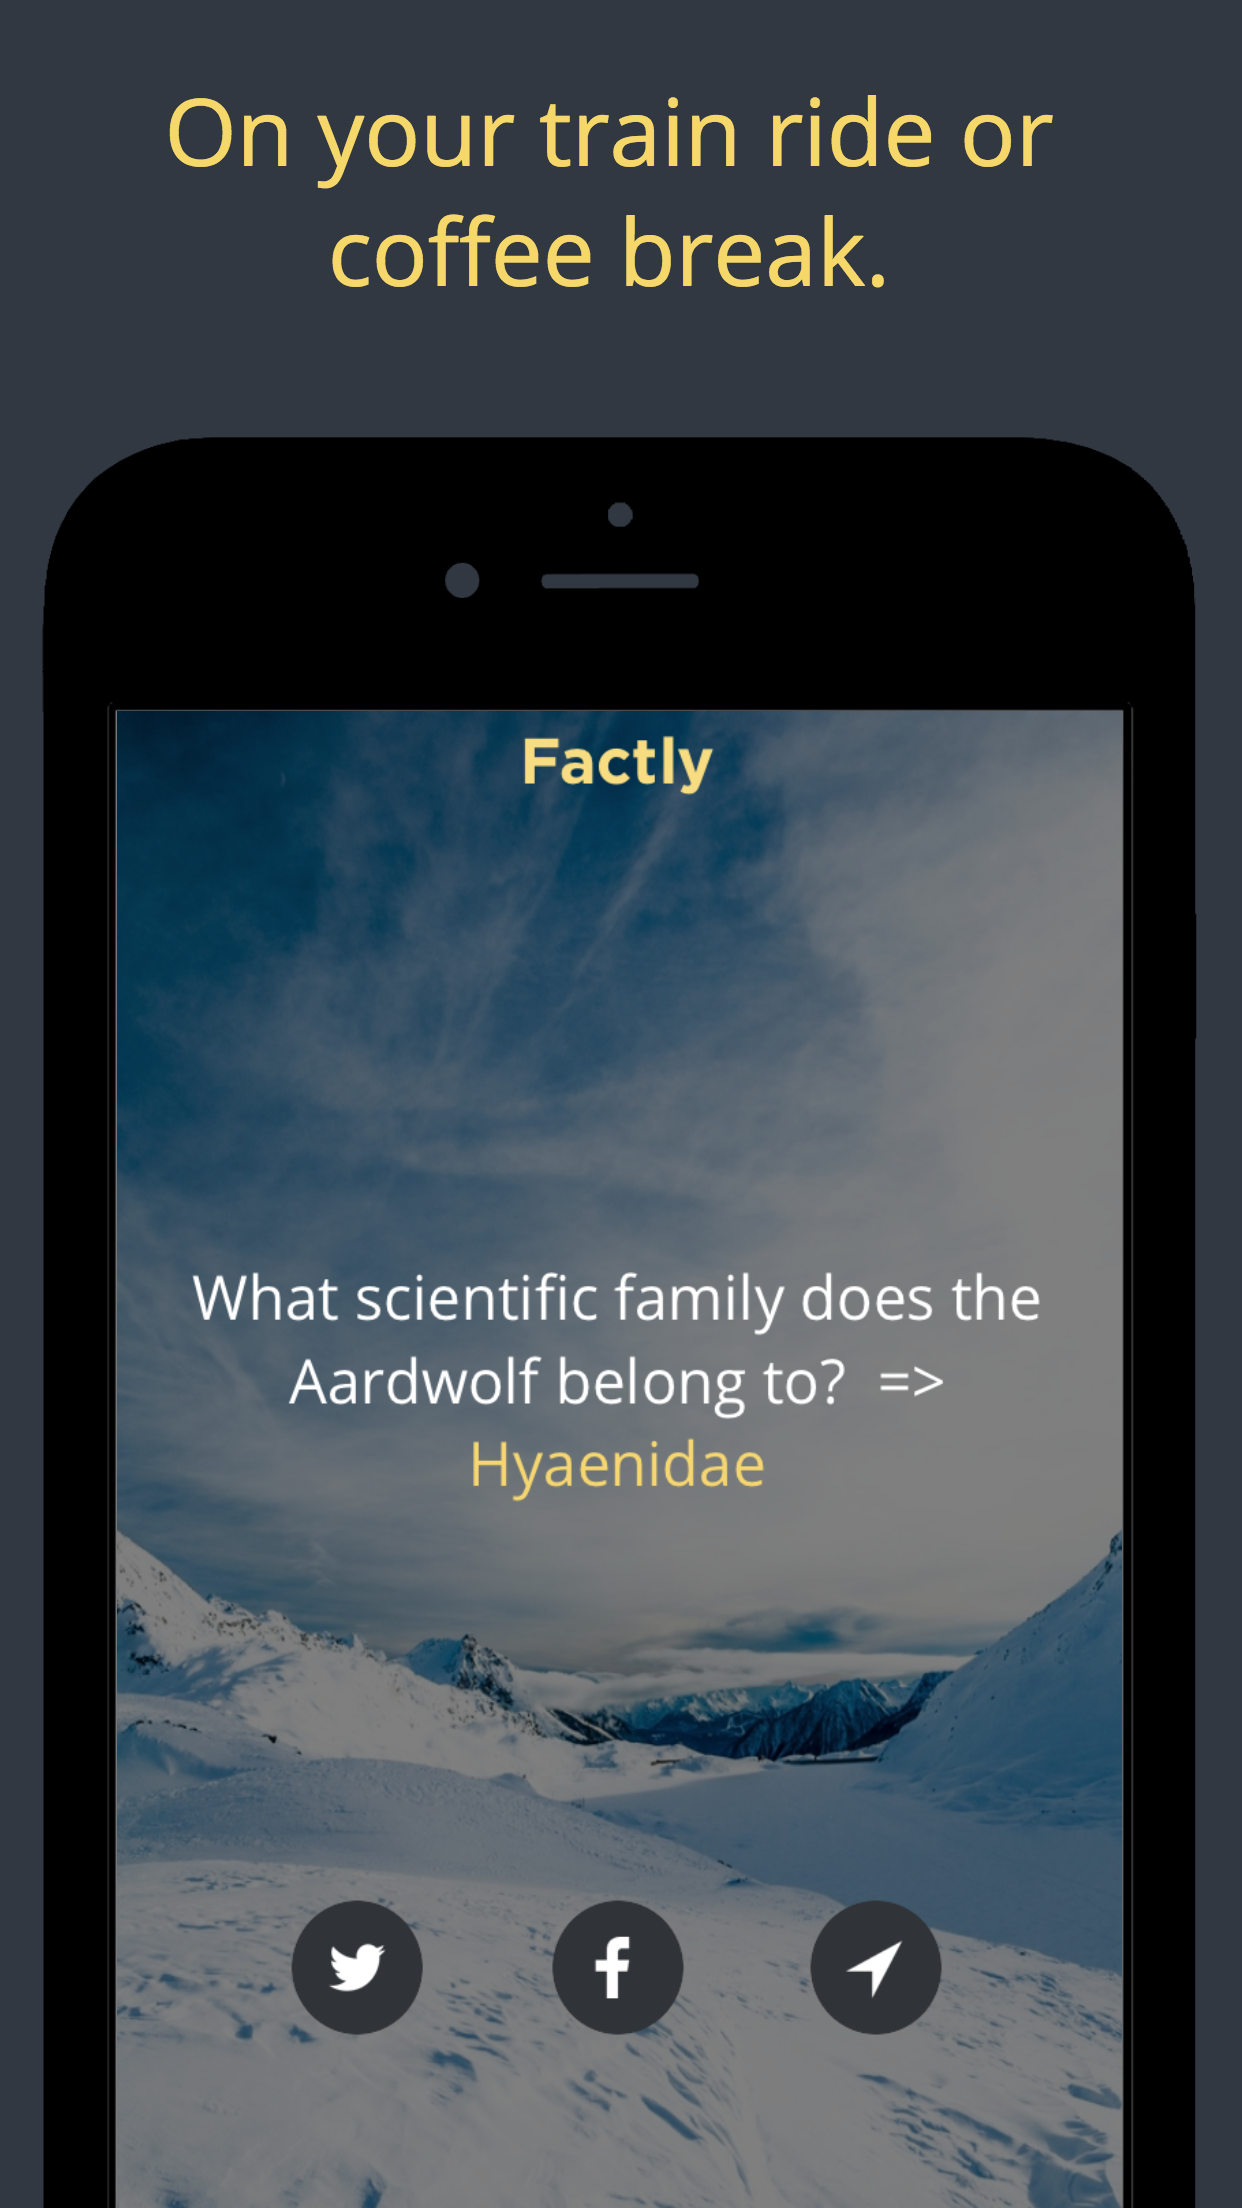 On your train ride or
coffee break.
Factly
What scientific family does the
Aardwolf belong to?  =>
Hyaenidae